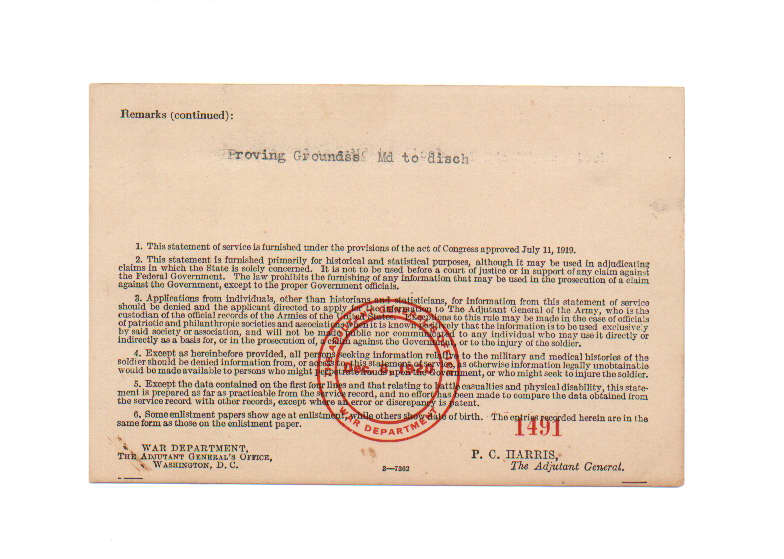 Remarks (continued):
Proving Groundss Md to disch
1. This statement of service is furnished under the provisions of the act of Congress approved July 11, 1919.
2. This statement is furnished primarily for historical and statistical purposes, although it may be used in adjudicating
claims in which the State is solely concerned. It is not to be used before a court of justice or in support of any claim against
the Federal Government. The law prohibits the furnishing of any information that may be used in the prosecution of a claim
against the Government, except to the proper Government officials.
3. Applications from individuals, other than historians and statisticians, for information from this statement of service
should be denied and the applicant directed to apply for the information to The Adjutant General of the Army, who is the
custodian of the official records of the Armies of the United States. Exceptions to this rule may be made in the case of officials
of patriotic and philanthropic societies and associations when it is known positively that the information is to be used exclusively
by said society or association, and will not be made public nor communicated to any individual who may use it directly or
indirectly as a basis for, or in the prosecution of, a claim against the Government, or to the injury of the soldier.
4. Except as hereinbefore provided, all persons seeking information relative to the military and medical histories of the
soldier should be denied information from, or access to this statement of service, as otherwise information legally unobtainable
would be made available to persons who might perpetrate frauds upon the Government, or who might seek to injure the soldier.
5. Except the data contained on the first four lines and that relating to battle casualties and physical disability, this state-
ment is prepared as far as practicable from the service record, and no effort has been made to compare the data obtained from
the service record with other records, except where an error or discrepancy is patent.
6. Some enlistment papers show age at enlistment, while others show date of birth. The entries recorded herein are in the
same form as those on the enlistment paper.
1491
WAR DEPARTMENT,
THE ADJUTANT GENERAL'S OFFICE,
WASHINGTON, D. C.
3—7302
P. C. HARRIS,
The Adjutant General.
WAR DEPARTMENT